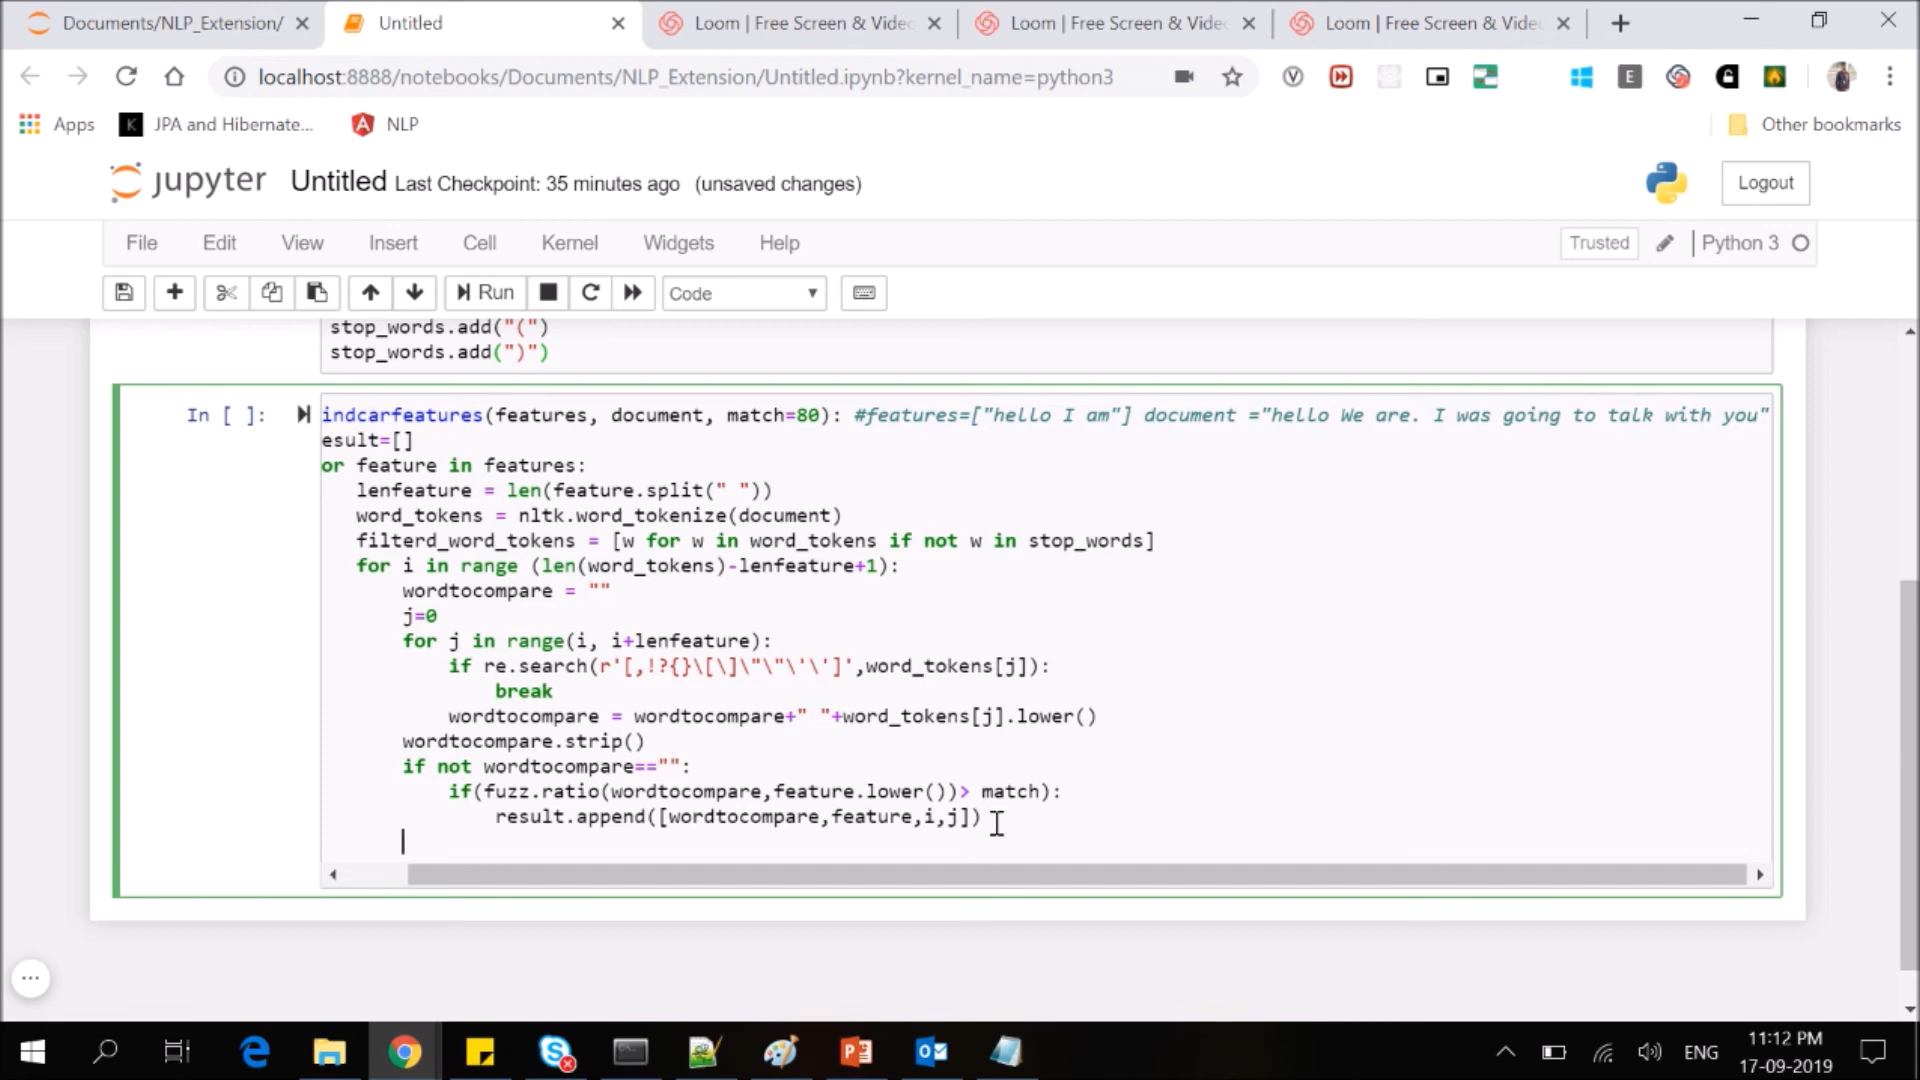 Documents/NLP_Extension/
Untitled
Loom | Free Screen & Video
Loom | Free Screen & Vide
Loom | Free Screen & Vide
localhost:8888/notebooks/Documents/NLP_Extension/Untitled.ipynb?kernel_name=python3
Apps
JPA and Hibernate...
NLP
Other bookmarks
jupyter
Untitled Last Checkpoint: 35 minutes ago (unsaved changes)
Logout
File Edit View Insert Cell Kernel Widgets Help
Trusted
Python 3
Run
Code
stop_words.add("(")
stop_words.add(")")
In [ ]:
indcarfeatures(features, document, match=80): #features=["hello I am"] document ="hello We are. I was going to talk with you"
esult=[]
or feature in features:
lenfeature = len(feature.split(" "))
word_tokens = nltk.word_tokenize(document)
filterd_word_tokens = [w for w in word_tokens if not w in stop_words]
for i in range (len(word_tokens)-lenfeature+1):
wordtocompare = ""
j=0
for j in range(i, i+lenfeature):
if re.search(r'[,!?{}\[\]\"\"\'\']',word_tokens[j]):
break
wordtocompare = wordtocompare+" "+word_tokens[j].lower()
wordtocompare.strip()
if not wordtocompare=="":
if(fuzz.ratio(wordtocompare,feature.lower())> match):
result.append([wordtocompare,feature,i,j])
ENG
11:12 PM
17-09-2019